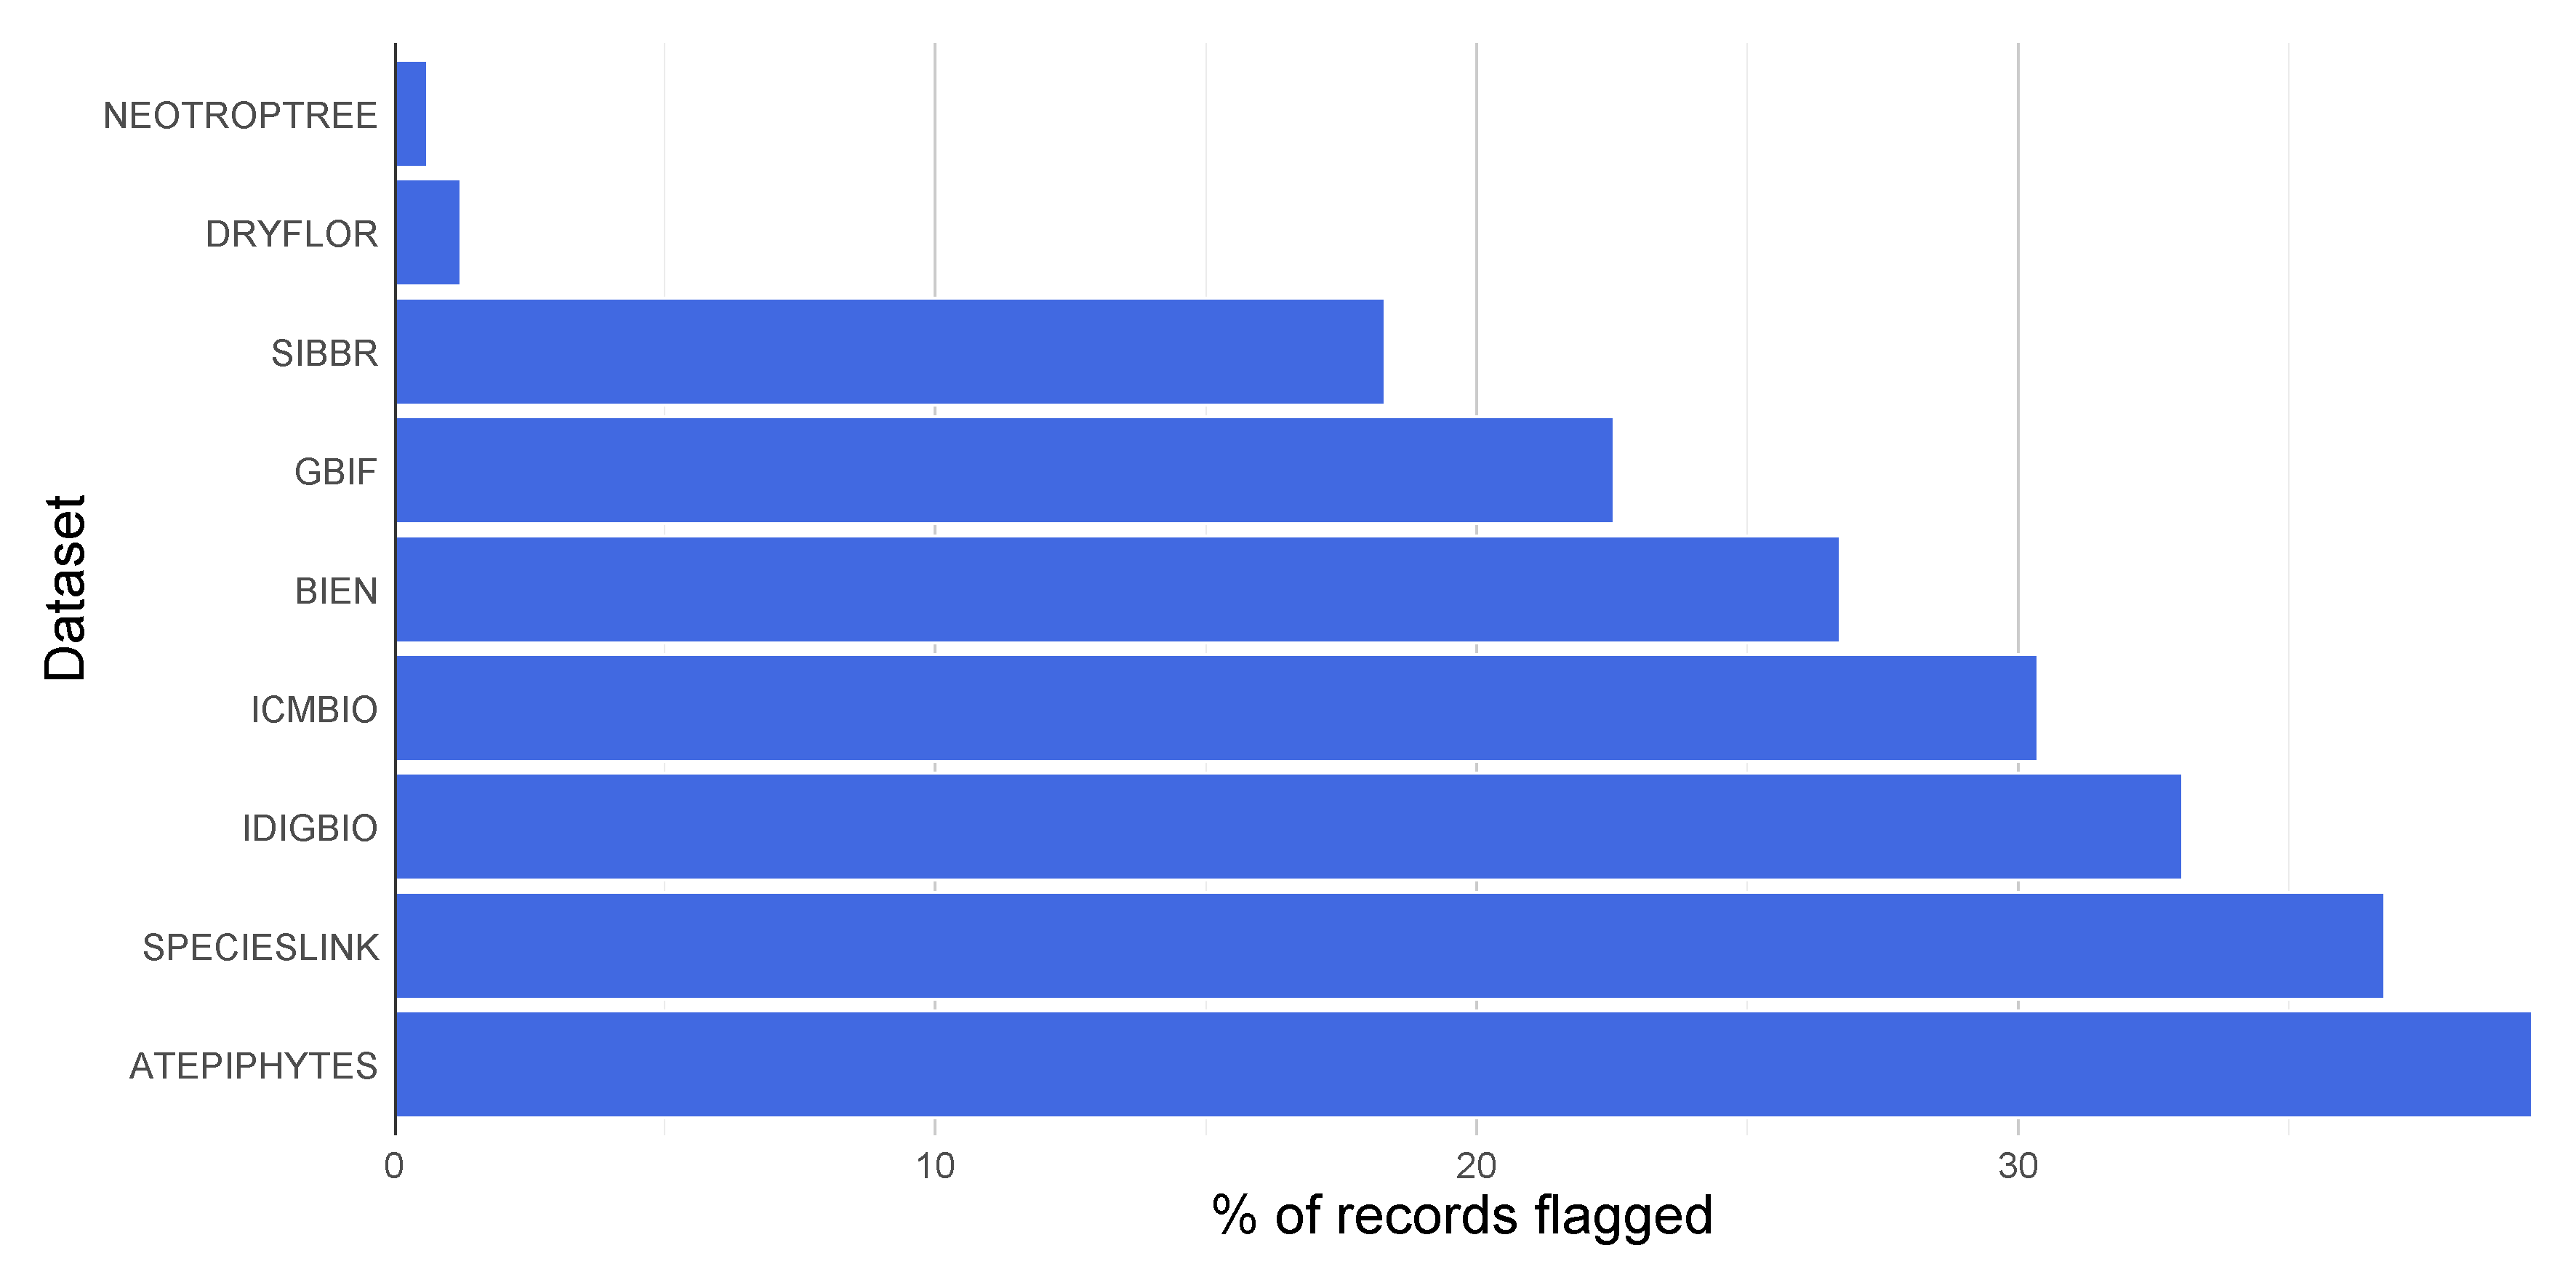 NEOTROPTREE
DRYFLOR
SIBBR
GBIF
BIEN
ICMBIO
IDIGBIO
SPECIESLINK
ATEPIPHYTES
Dataset
0 10 20 30
% of records flagged